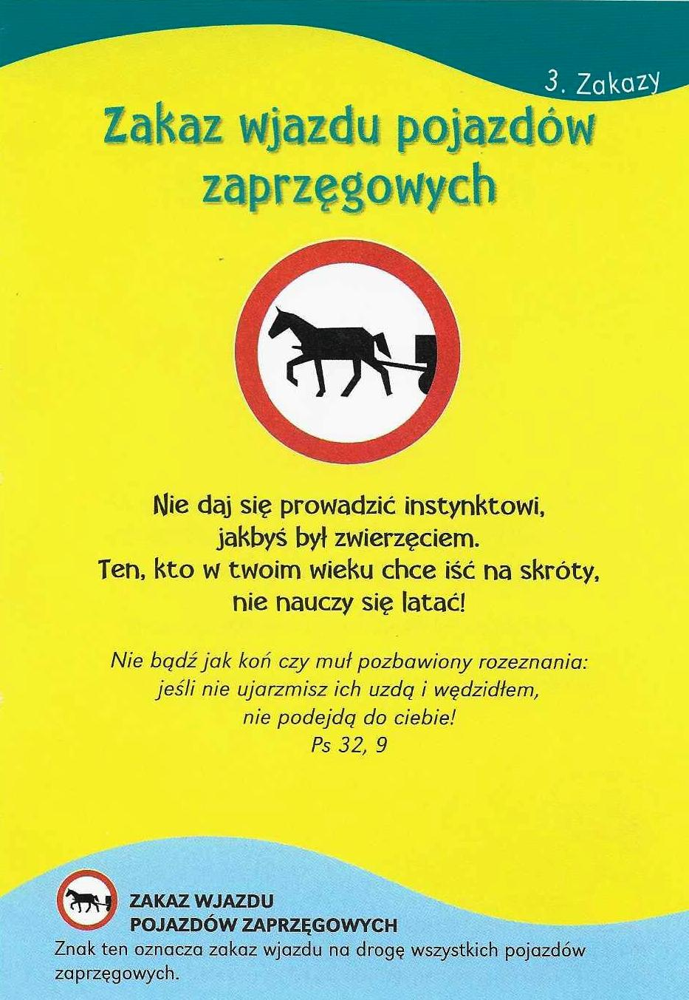 3. Zakazy
Zakaz wjazdu pojazdów
zaprzęgowych
Nie daj się prowadzić instynktowi,
jakbyś był zwierzęciem.
Ten, kto w twoim wieku chce iść na skróty,
nie nauczy się latać!
Nie bądź jak koń czy muł pozbawiony rozeznania:
jeśli nie ujarzmisz ich uzdą i wędzidłem,
nie podejdą do ciebie!
Ps 32, 9
ZAKAZ WJAZDU
POJAZDÓW ZAPRZĘGOWYCH
Znak ten oznacza zakaz wjazdu na drogę wszystkich pojazdów
zaprzęgowych.